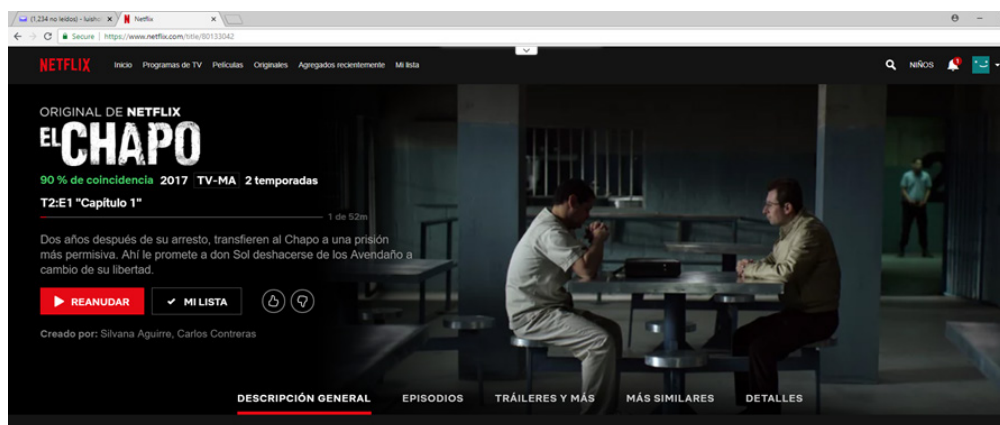 (1,234 no leídos) - luisho
Netflix
Secure | https://www.netflix.com/title/80133042
NETFLIX Inicio Programas de TV Películas Originales Agregados recientemente Mi lista NIÑOS 1
ORIGINAL DE NETFLIX
EL CHAPO
90 % de coincidencia 2017 TV-MA 2 temporadas
T2:E1 "Capítulo 1"
1 de 52m
Dos años después de su arresto, transfieren al Chapo a una prisión
más permisiva. Ahí le promete a don Sol deshacerse de los Avendaño a
cambio de su libertad.
REANUDAR MI LISTA
Creado por: Silvana Aguirre, Carlos Contreras
DESCRIPCIÓN GENERAL EPISODIOS TRÁILERES Y MÁS MÁS SIMILARES DETALLES